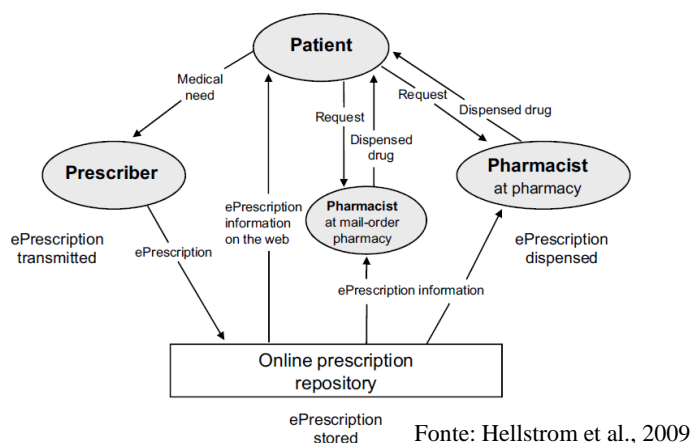 Patient
Medical
need
Request
Dispensed
drug
Request
Dispensed drug
Prescriber
Pharmacist
at pharmacy
ePrescription
information
on the web
Pharmacist
at mail-order
pharmacy
ePrescription
transmitted
ePrescription
ePrescription
dispensed
ePrescription information
Online prescription
repository
ePrescription
stored
Fonte: Hellstrom et al., 2009